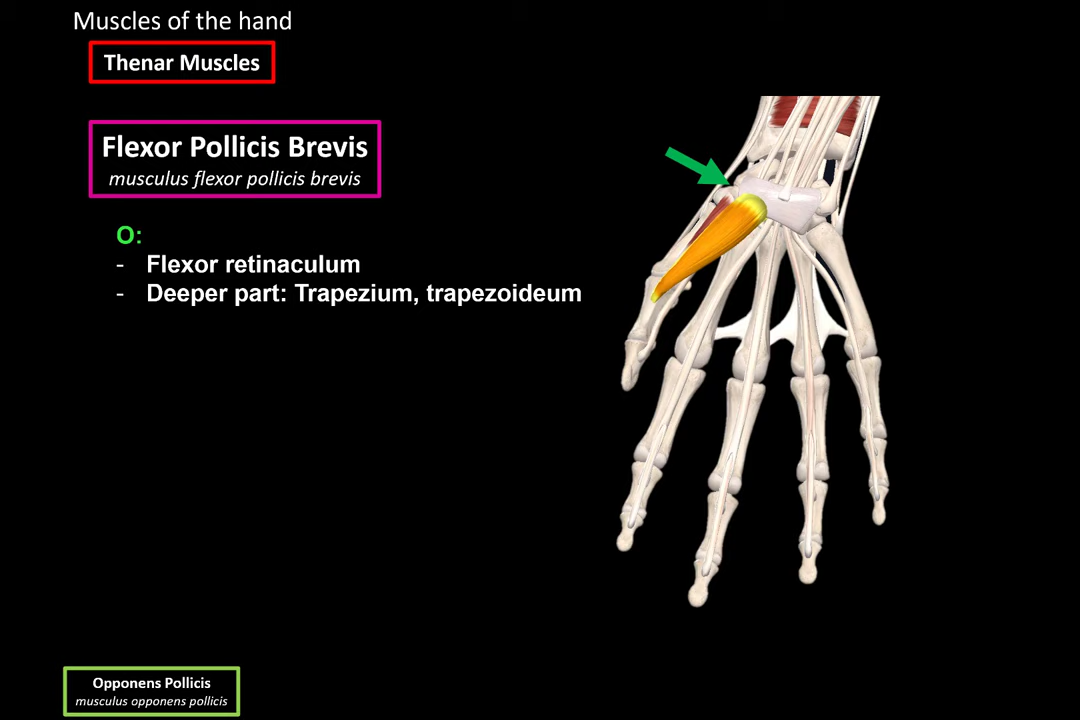 Muscles of the hand
Thenar Muscles
Flexor Pollicis Brevis
musculus flexor pollicis brevis
O:
- Flexor retinaculum
- Deeper part: Trapezium, trapezoideum
Opponens Pollicis
musculus opponens pollicis